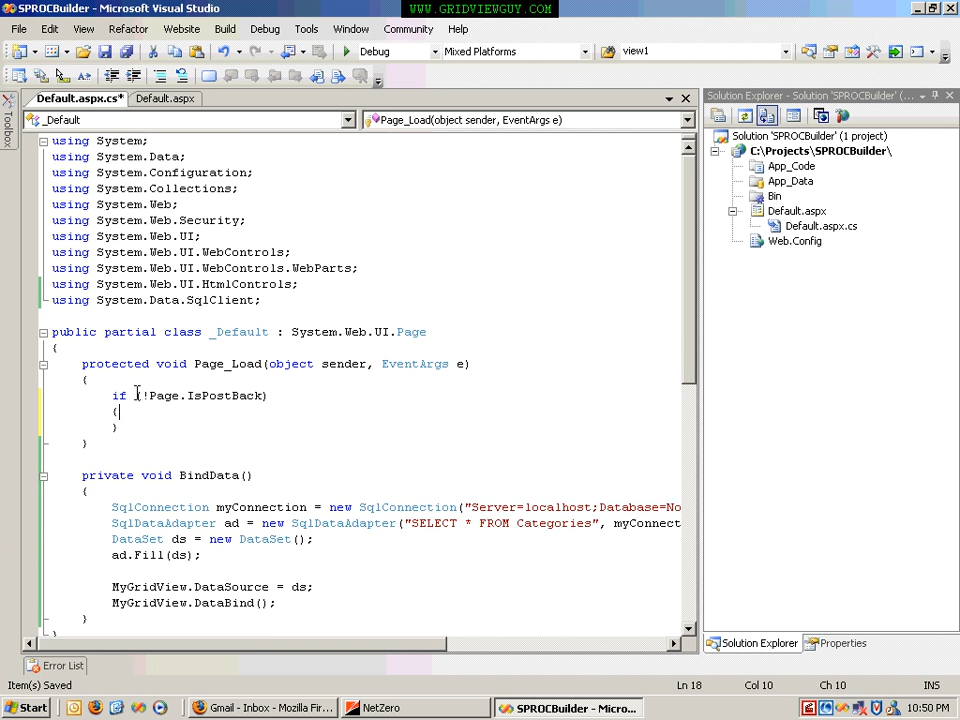 SPROCBuilder - Microsoft Visual Studio
WWW.GRIDVIEWGUY.COM
File Edit View Refactor Website Build Debug Tools Window Community Help
Debug Mixed Platforms view1
Default.aspx.cs* Default.aspx
_Default Page_Load(object sender, EventArgs e)
using System;
using System.Data;
using System.Configuration;
using System.Collections;
using System.Web;
using System.Web.Security;
using System.Web.UI;
using System.Web.UI.WebControls;
using System.Web.UI.WebControls.WebParts;
using System.Web.UI.HtmlControls;
using System.Data.SqlClient;
public partial class _Default : System.Web.UI.Page
{
protected void Page_Load(object sender, EventArgs e)
{
if (!Page.IsPostBack)
{
}
}
private void BindData()
{
SqlConnection myConnection = new SqlConnection("Server=localhost;Database=No
SqlDataAdapter ad = new SqlDataAdapter("SELECT * FROM Categories", myConnect
DataSet ds = new DataSet();
ad.Fill(ds);
MyGridView.DataSource = ds;
MyGridView.DataBind();
}
}
Toolbox
Solution Explorer - Solution 'SPROCBuilder' (...
Solution 'SPROCBuilder' (1 project)
C:\Projects\SPROCBuilder\
App_Code
App_Data
Bin
Default.aspx
Default.aspx.cs
Web.Config
Solution Explorer Properties
Error List
Item(s) Saved Ln 18 Col 10 Ch 10 INS
Start Gmail - Inbox - Mozilla Fir... NetZero SPROCBuilder - Micro... 10:50 PM